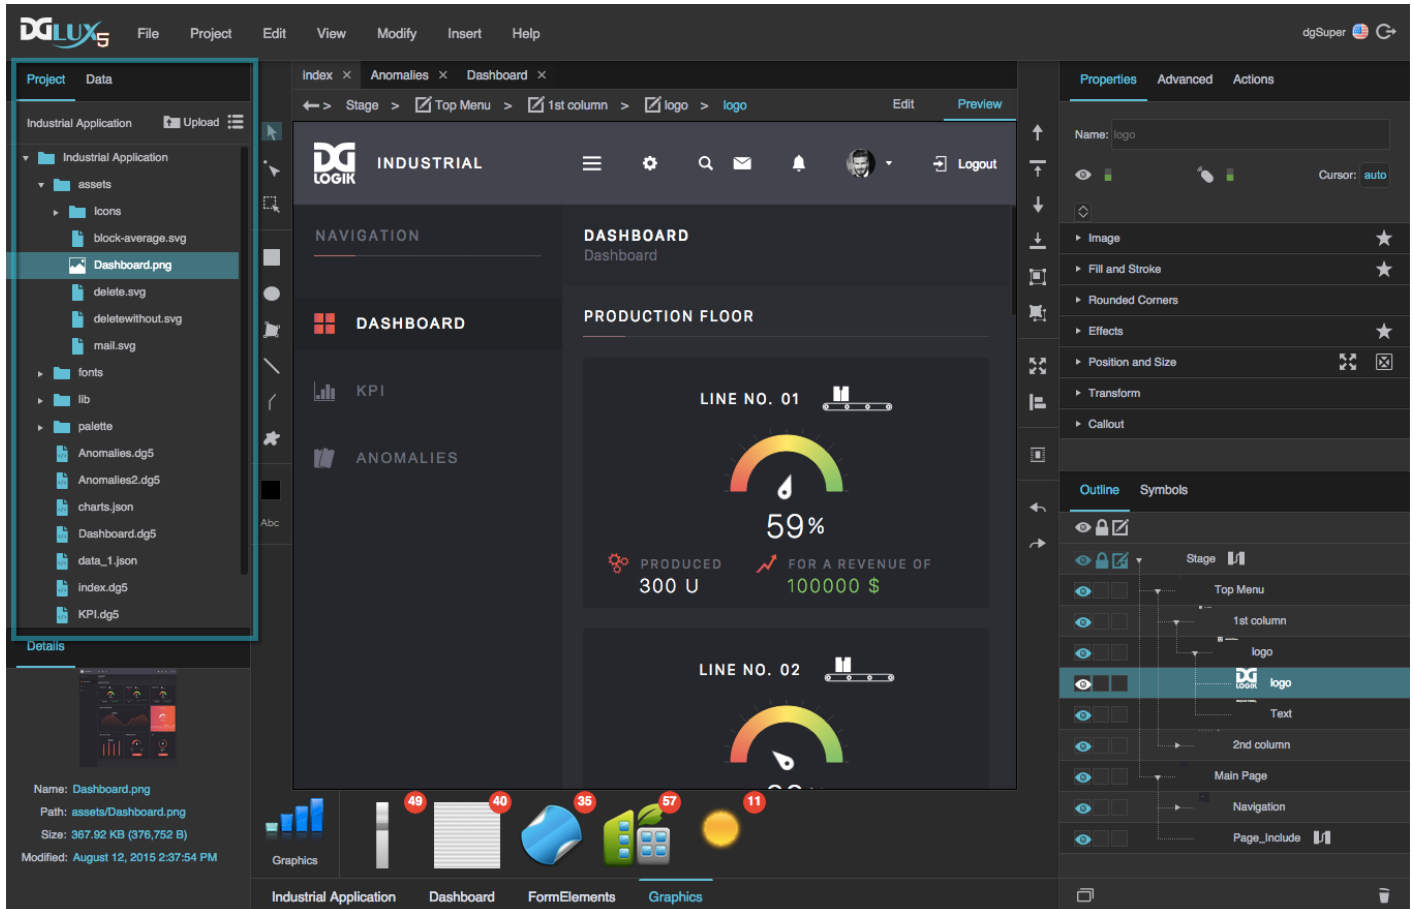 DGLUX5
File Project Edit View Modify Insert Help
dgSuper
Project Data
Industrial Application Upload
Industrial Application
assets
Icons
block-average.svg
Dashboard.png
delete.svg
deletewithout.svg
mail.svg
fonts
lib
palette
Anomalies.dg5
Anomalies2.dg5
charts.json
Dashboard.dg5
data_1.json
index.dg5
KPI.dg5
Details
Name: Dashboard.png
Path: assets/Dashboard.png
Size: 367.92 KB (376,752 B)
Modified: August 12, 2015 2:37:54 PM
Abc
index × Anomalies × Dashboard ×
> Stage > Top Menu > 1st column > logo > logo
Edit Preview
DG LOGIK INDUSTRIAL Logout
NAVIGATION
DASHBOARD
KPI
ANOMALIES
DASHBOARD
Dashboard
PRODUCTION FLOOR
LINE NO. 01
59%
PRODUCED
300 U
FOR A REVENUE OF
100000 $
LINE NO. 02
Graphics
49 40 35 57 11
Industrial Application Dashboard FormElements Graphics
Properties Advanced Actions
Name: logo
Cursor: auto
Image
Fill and Stroke
Rounded Corners
Effects
Position and Size
Transform
Callout
Outline Symbols
Stage
Top Menu
1st column
logo
DG LOGIK logo
Text
2nd column
Main Page
Navigation
Page_Include